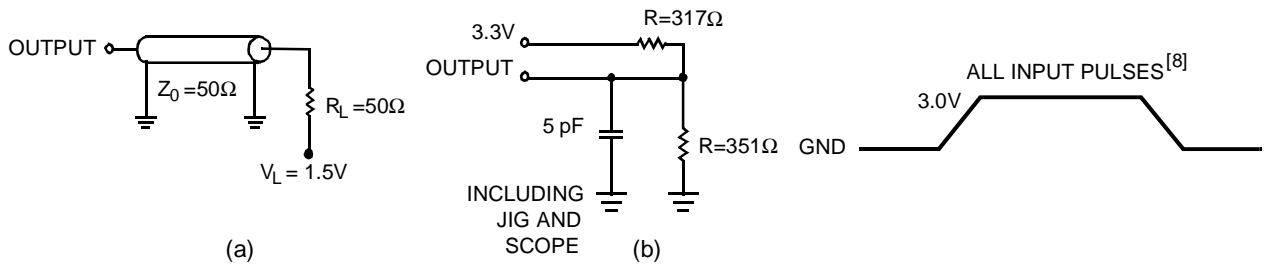 OUTPUT
Z0 =50Ω
RL =50Ω
VL = 1.5V
(a)
3.3V
R=317Ω
OUTPUT
5 pF
R=351Ω
INCLUDING
JIG AND
SCOPE
(b)
ALL INPUT PULSES[8]
3.0V
GND